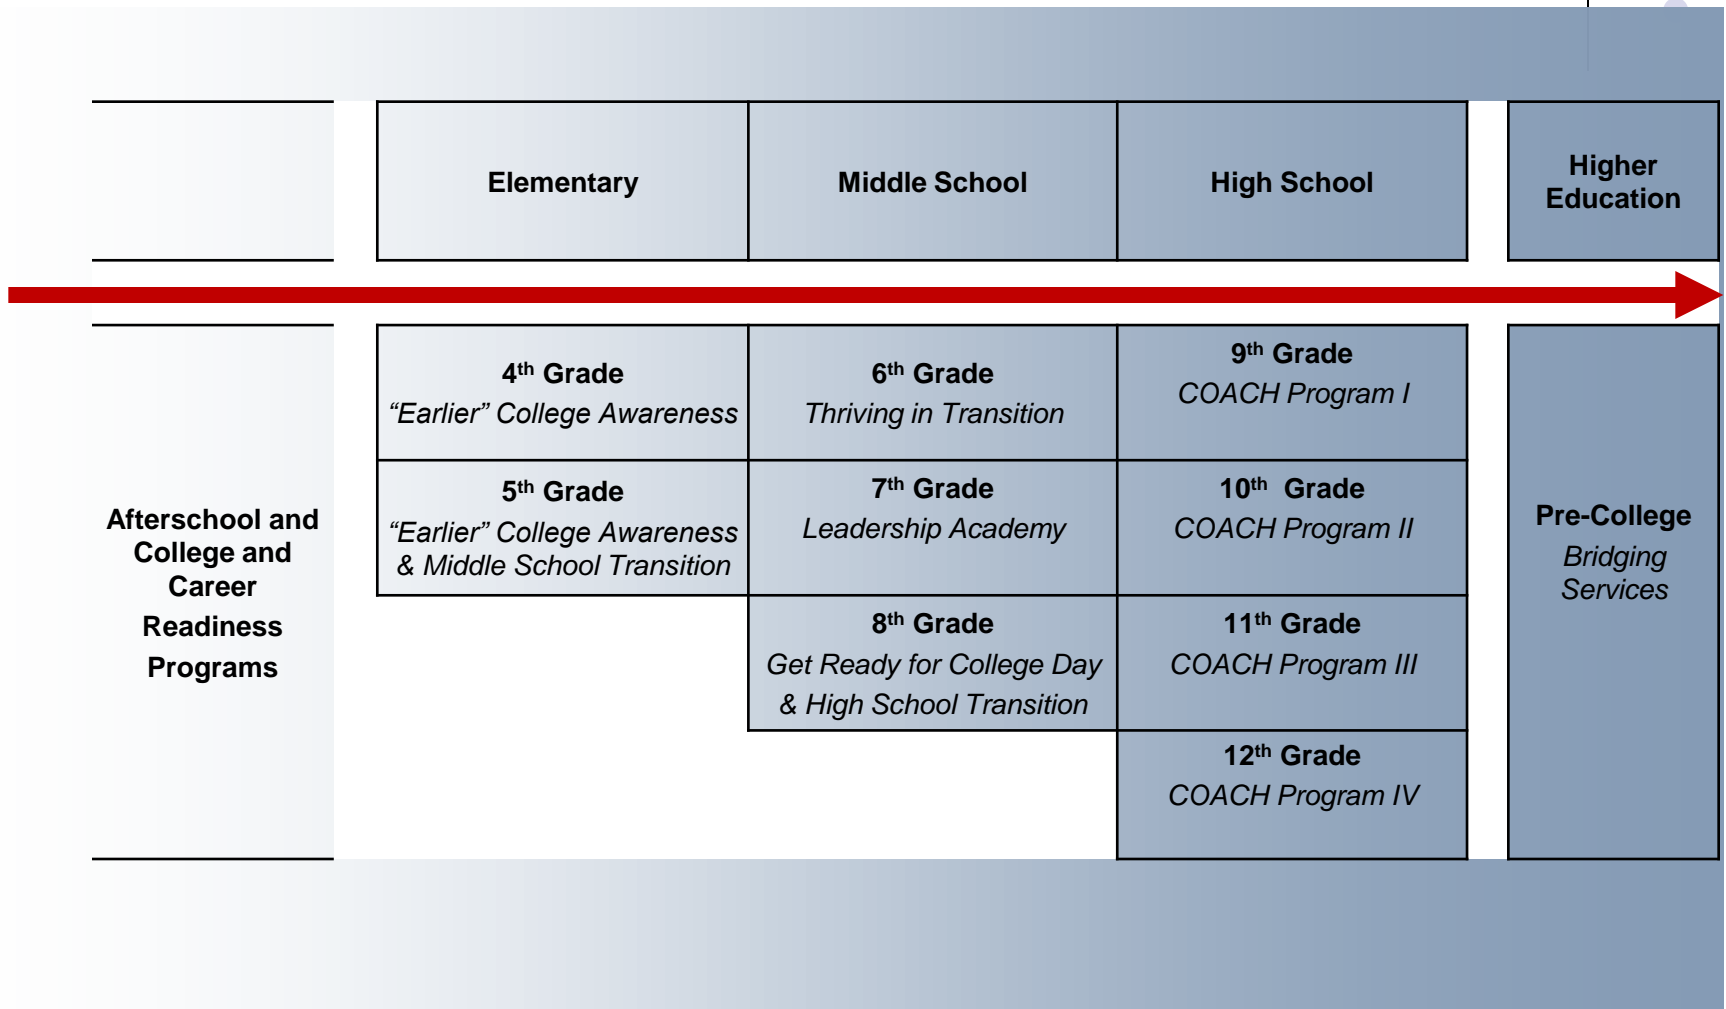 Elementary
Middle School
High School
Higher
Education
Afterschool and
College and
Career
Readiness
Programs
4th Grade
“Earlier” College Awareness
5th Grade
“Earlier” College Awareness
& Middle School Transition
6th Grade
Thriving in Transition
7th Grade
Leadership Academy
8th Grade
Get Ready for College Day
& High School Transition
9th Grade
COACH Program I
10th Grade
COACH Program II
11th Grade
COACH Program III
12th Grade
COACH Program IV
Pre-College
Bridging
Services